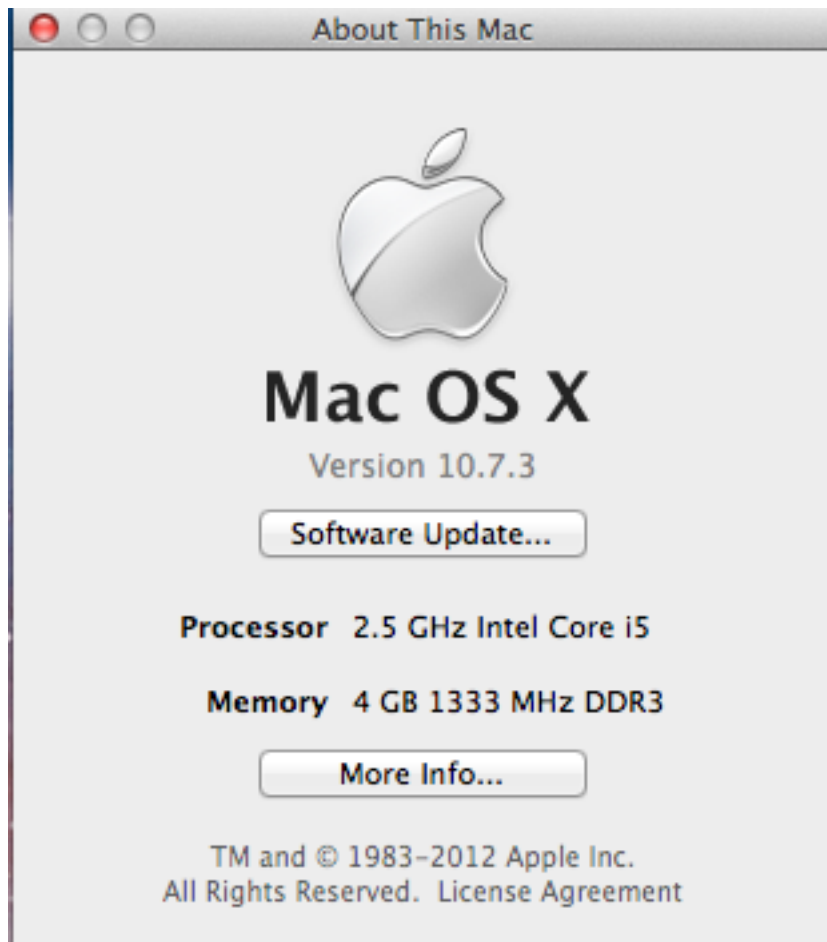 About This Mac
Mac OS X
Version 10.7.3
Software Update...
Processor 2.5 GHz Intel Core i5
Memory 4 GB 1333 MHz DDR3
More Info...
TM and © 1983–2012 Apple Inc.
All Rights Reserved. License Agreement